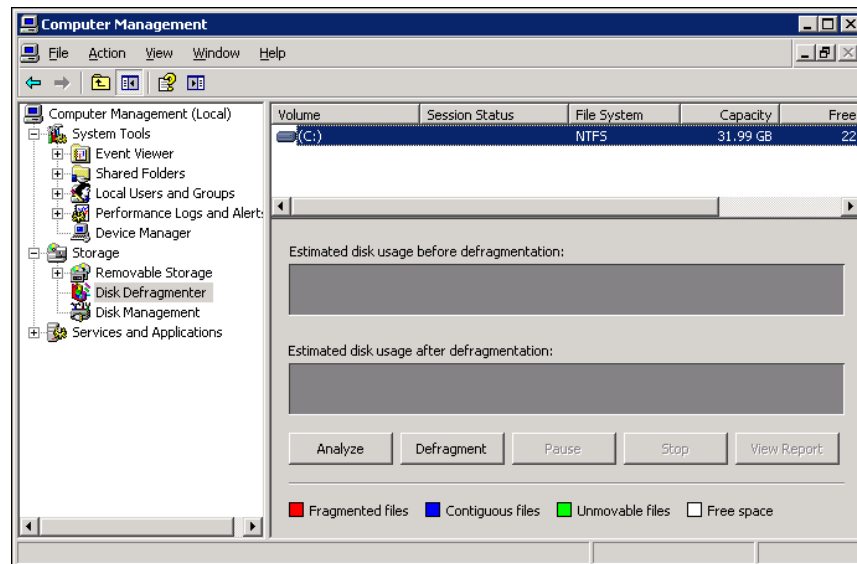 Computer Management
File Action View Window Help
Computer Management (Local)
System Tools
Event Viewer
Shared Folders
Local Users and Groups
Performance Logs and Alert
Device Manager
Storage
Removable Storage
Disk Defragmenter
Disk Management
Services and Applications
Volume Session Status File System Capacity Free
(C:) NTFS 31.99 GB 22
Estimated disk usage before defragmentation:
Estimated disk usage after defragmentation:
Analyze Defragment Pause Stop View Report
Fragmented files Contiguous files Unmovable files Free space